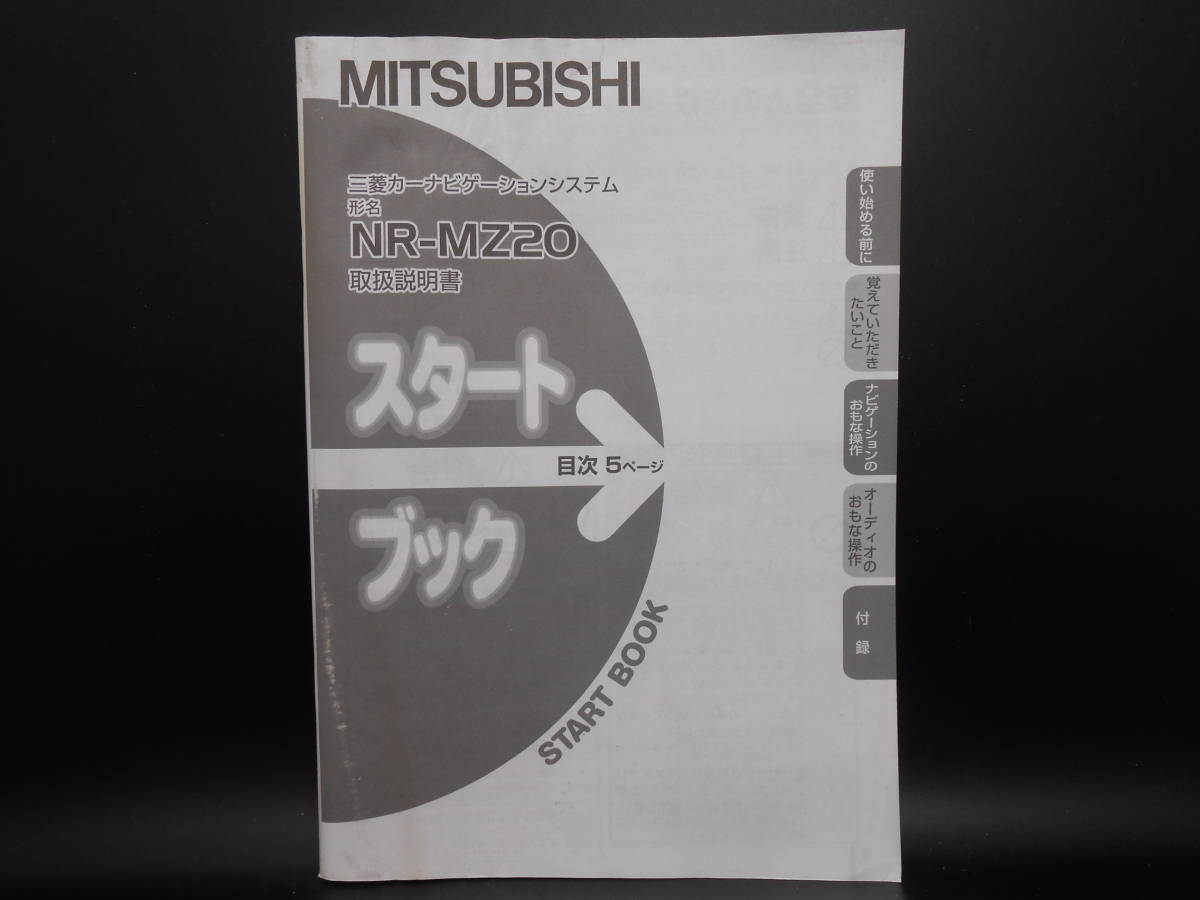 MITSUBISHI
三菱カーナビゲーションシステム
形名
NR-MZ20
取扱説明書
スタート
目次 5ページ
ブック
START BOOK
使い始める前に
覚えていただき
たいこと
ナビゲーションの
おもな操作
オーディオの
おもな操作
付録